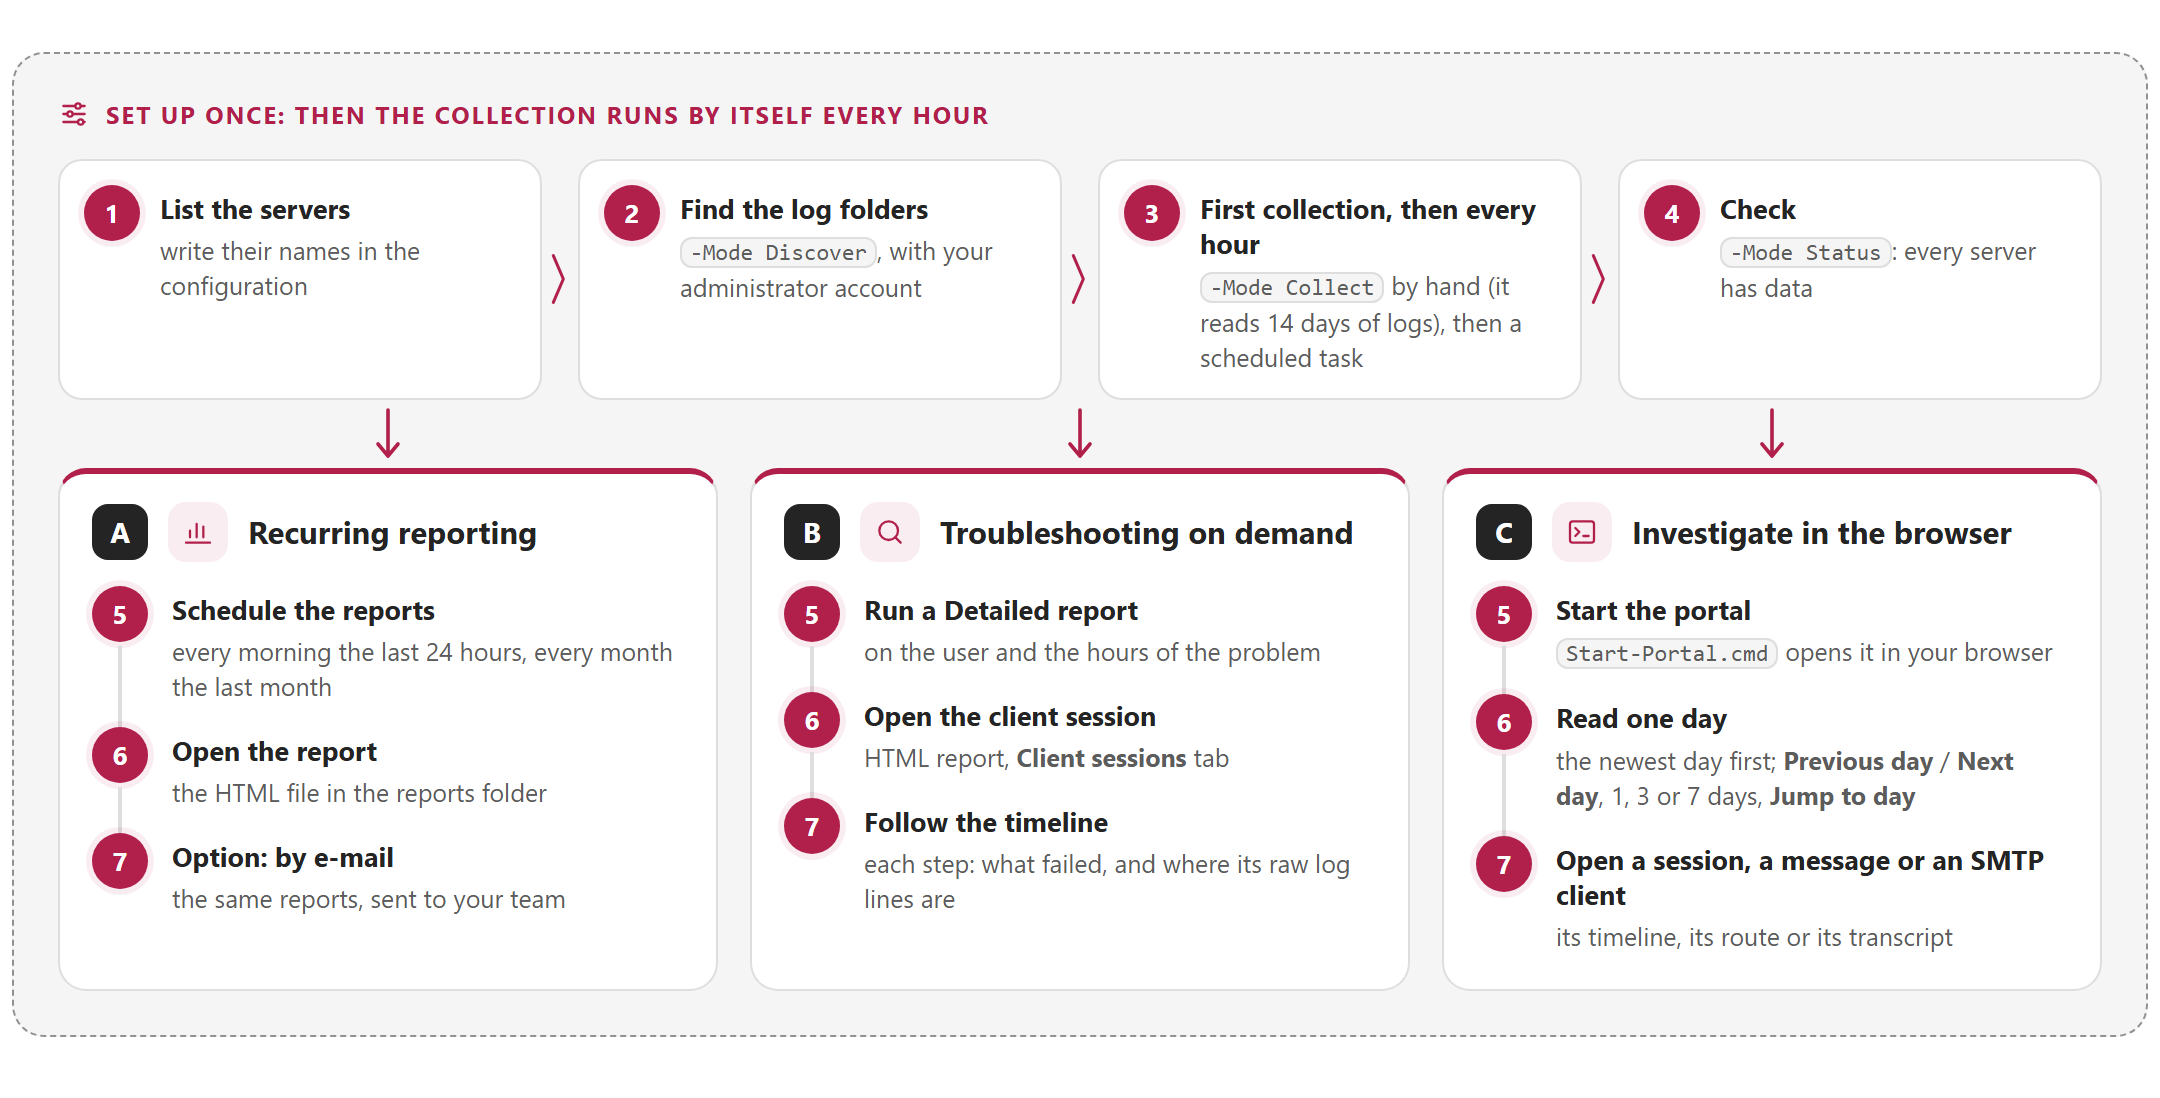 SET UP ONCE: THEN THE COLLECTION RUNS BY ITSELF EVERY HOUR
1
List the servers
write their names in the
configuration
2
Find the log folders
-Mode Discover, with your
administrator account
3
First collection, then every
hour
-Mode Collect by hand (it
reads 14 days of logs), then a
scheduled task
4
Check
-Mode Status: every server
has data
A
Recurring reporting
5
Schedule the reports
every morning the last 24 hours, every month
the last month
6
Open the report
the HTML file in the reports folder
7
Option: by e-mail
the same reports, sent to your team
B
Troubleshooting on demand
5
Run a Detailed report
on the user and the hours of the problem
6
Open the client session
HTML report, Client sessions tab
7
Follow the timeline
each step: what failed, and where its raw log
lines are
C
Investigate in the browser
5
Start the portal
Start-Portal.cmd opens it in your browser
6
Read one day
the newest day first; Previous day / Next
day, 1, 3 or 7 days, Jump to day
7
Open a session, a message or an SMTP
client
its timeline, its route or its transcript